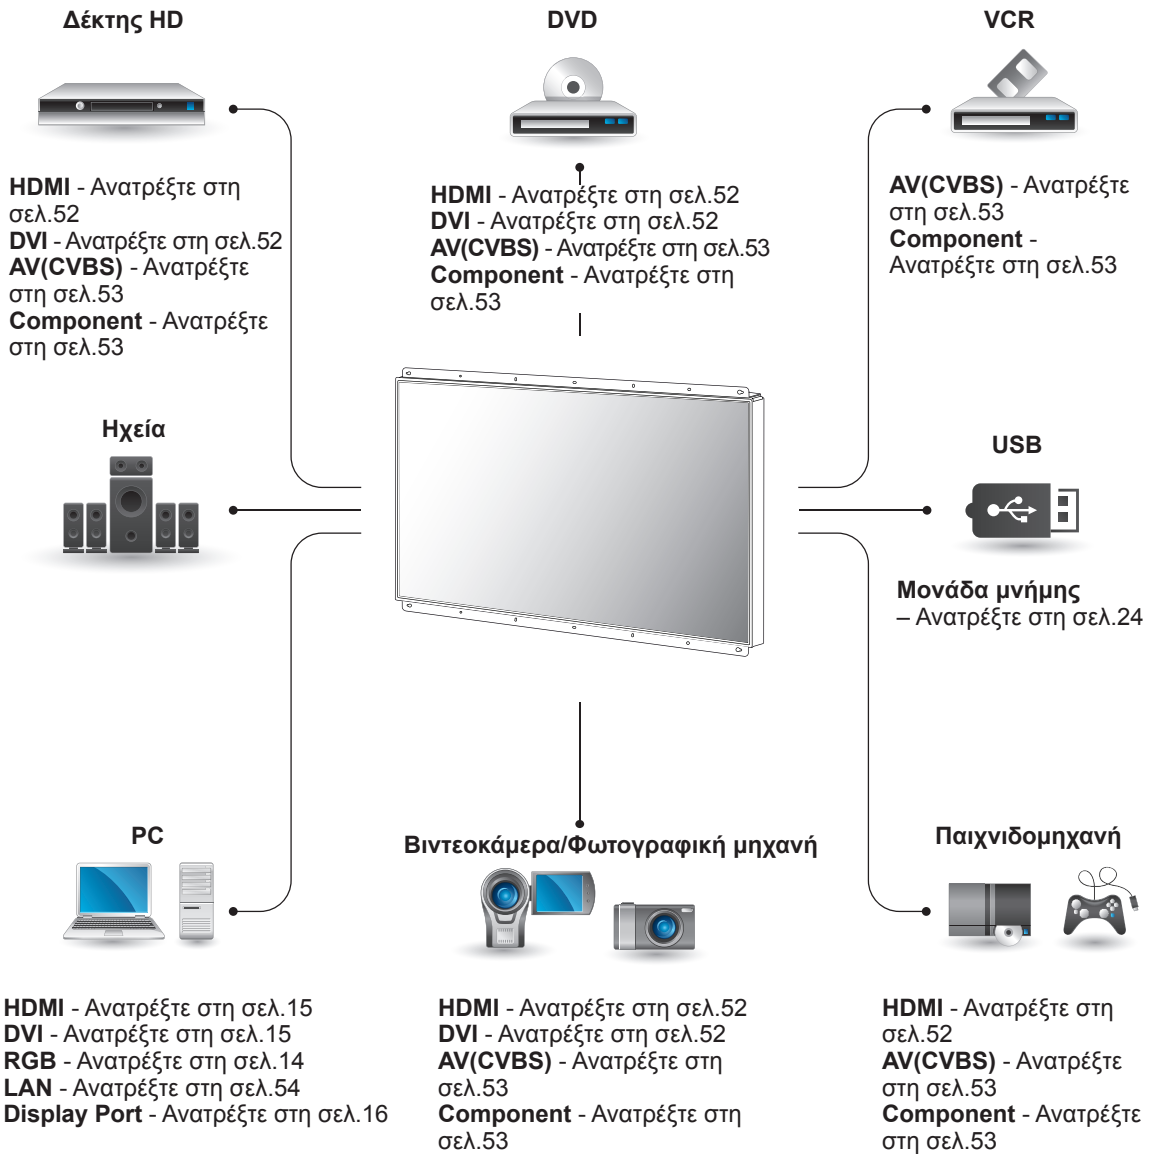 Δέκτης HD
HDMI - Ανατρέξτε στη
σελ.52
DVI - Ανατρέξτε στη σελ.52
AV(CVBS) - Ανατρέξτε
στη σελ.53
Component - Ανατρέξτε
στη σελ.53
DVD
HDMI - Ανατρέξτε στη σελ.52
DVI - Ανατρέξτε στη σελ.52
AV(CVBS) - Ανατρέξτε στη σελ.53
Component - Ανατρέξτε στη
σελ.53
VCR
AV(CVBS) - Ανατρέξτε
στη σελ.53
Component -
Ανατρέξτε στη σελ.53
Ηχεία
USB
Μονάδα μνήμης
– Ανατρέξτε στη σελ.24
PC
HDMI - Ανατρέξτε στη σελ.15
DVI - Ανατρέξτε στη σελ.15
RGB - Ανατρέξτε στη σελ.14
LAN - Ανατρέξτε στη σελ.54
Display Port - Ανατρέξτε στη σελ.16
Βιντεοκάμερα/Φωτογραφική μηχανή
HDMI - Ανατρέξτε στη σελ.52
DVI - Ανατρέξτε στη σελ.52
AV(CVBS) - Ανατρέξτε στη
σελ.53
Component - Ανατρέξτε στη
σελ.53
Παιχνιδομηχανή
HDMI - Ανατρέξτε στη
σελ.52
AV(CVBS) - Ανατρέξτε
στη σελ.53
Component - Ανατρέξτε
στη σελ.53